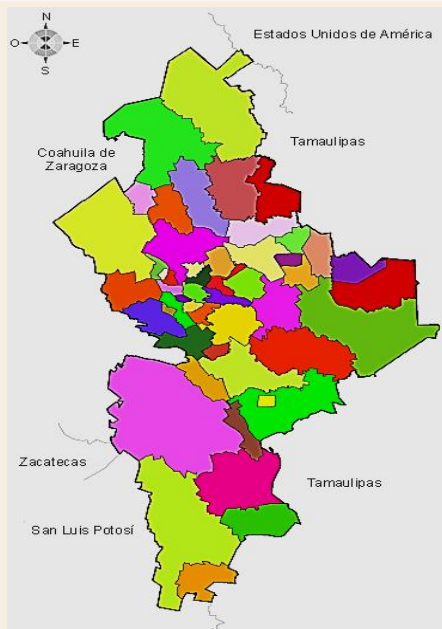 N
O
E
S
Estados Unidos de América
Tamaulipas
Coahuila de
Zaragoza
Zacatecas
Tamaulipas
San Luis Potosí